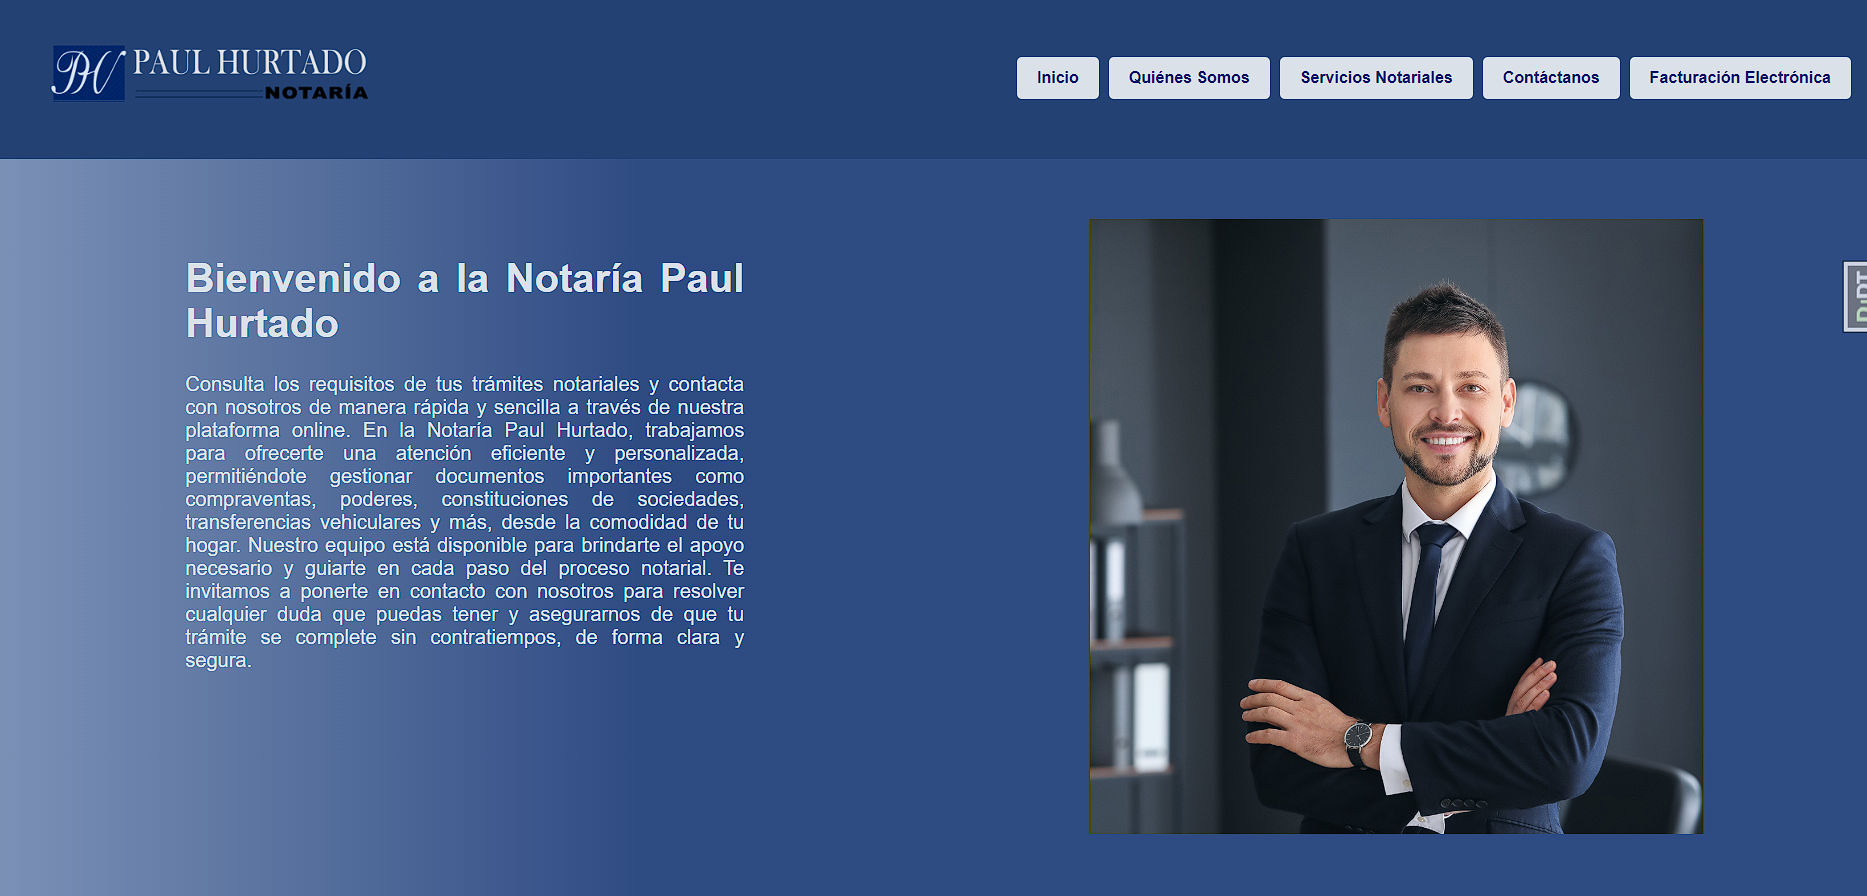 PH PAUL HURTADO
NOTARÍA
Inicio
Quiénes Somos
Servicios Notariales
Contáctanos
Facturación Electrónica
Bienvenido a la Notaría Paul
Hurtado
Consulta los requisitos de tus trámites notariales y contacta
con nosotros de manera rápida y sencilla a través de nuestra
plataforma online. En la Notaría Paul Hurtado, trabajamos
para ofrecerte una atención eficiente y personalizada,
permitiéndote gestionar documentos importantes como
compraventas, poderes, constituciones de sociedades,
transferencias vehiculares y más, desde la comodidad de tu
hogar. Nuestro equipo está disponible para brindarte el apoyo
necesario y guiarte en cada paso del proceso notarial. Te
invitamos a ponerte en contacto con nosotros para resolver
cualquier duda que puedas tener y asegurarnos de que tu
trámite se complete sin contratiempos, de forma clara y
segura.